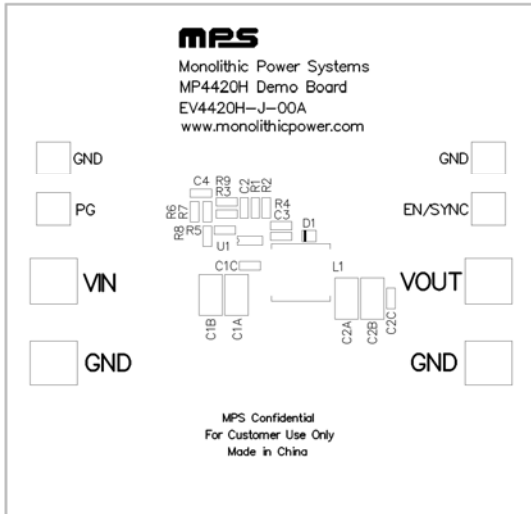 mps
Monolithic Power Systems
MP4420H Demo Board
EV4420H-J-00A
www.monolithicpower.com
GND
GND
PG
EN/SYNC
C4
R9
R3
C2
R1
R2
R6
R7
R4
C3
D1
R5
R8
U1
C1C
L1
VIN
VOUT
C1B
C1A
C2A
C2B
C2C
GND
GND
MPS Confidential
For Customer Use Only
Made in China